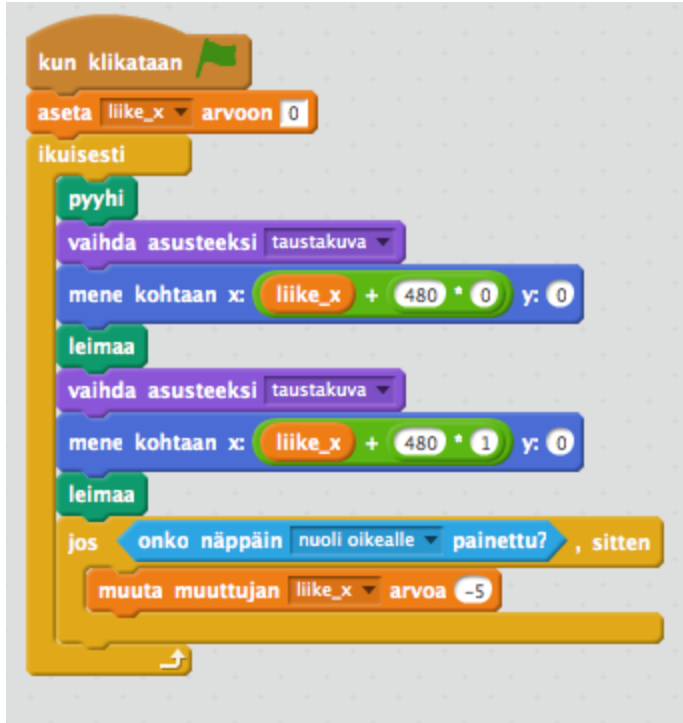 kun klikataan
aseta liike_x arvoon 0
ikuisesti
pyyhi
vaihda asusteeksi taustakuva
mene kohtaan x: liike_x + 480 * 0 y: 0
leimaa
vaihda asusteeksi taustakuva
mene kohtaan x: liike_x + 480 * 1 y: 0
leimaa
jos onko näppäin nuoli oikealle painettu? , sitten
muuta muuttujan liike_x arvoa -5